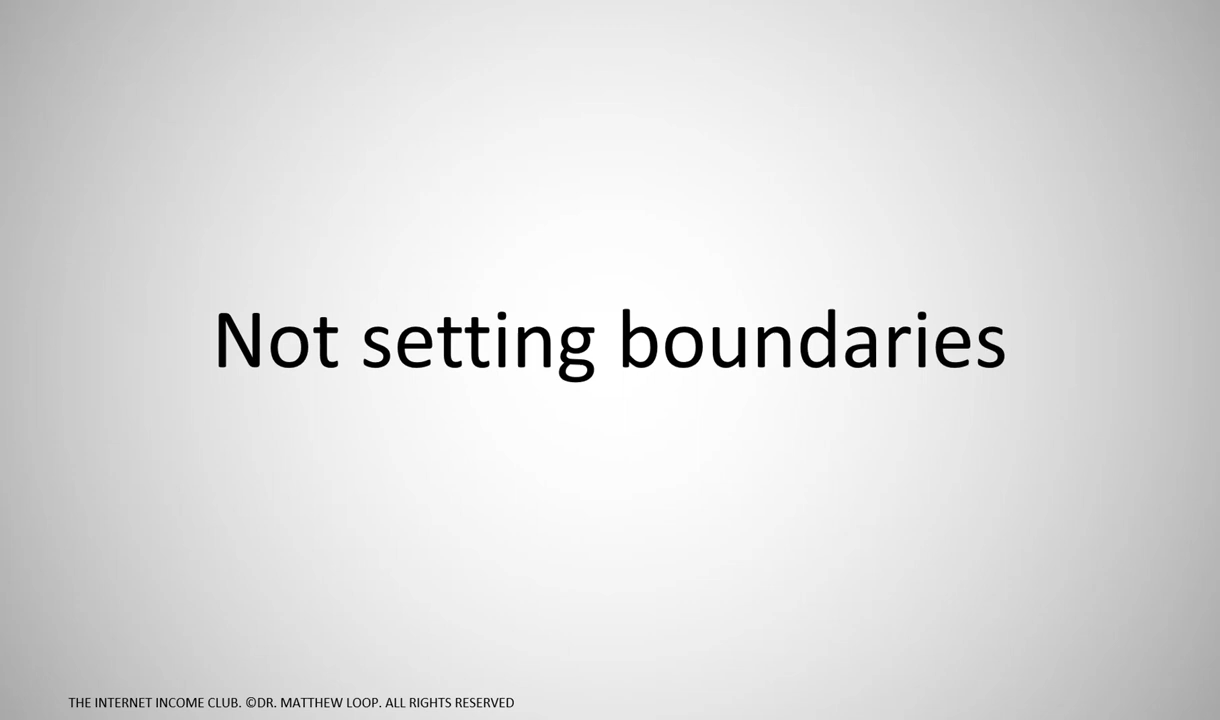 Not setting boundaries
THE INTERNET INCOME CLUB. ©DR. MATTHEW LOOP. ALL RIGHTS RESERVED